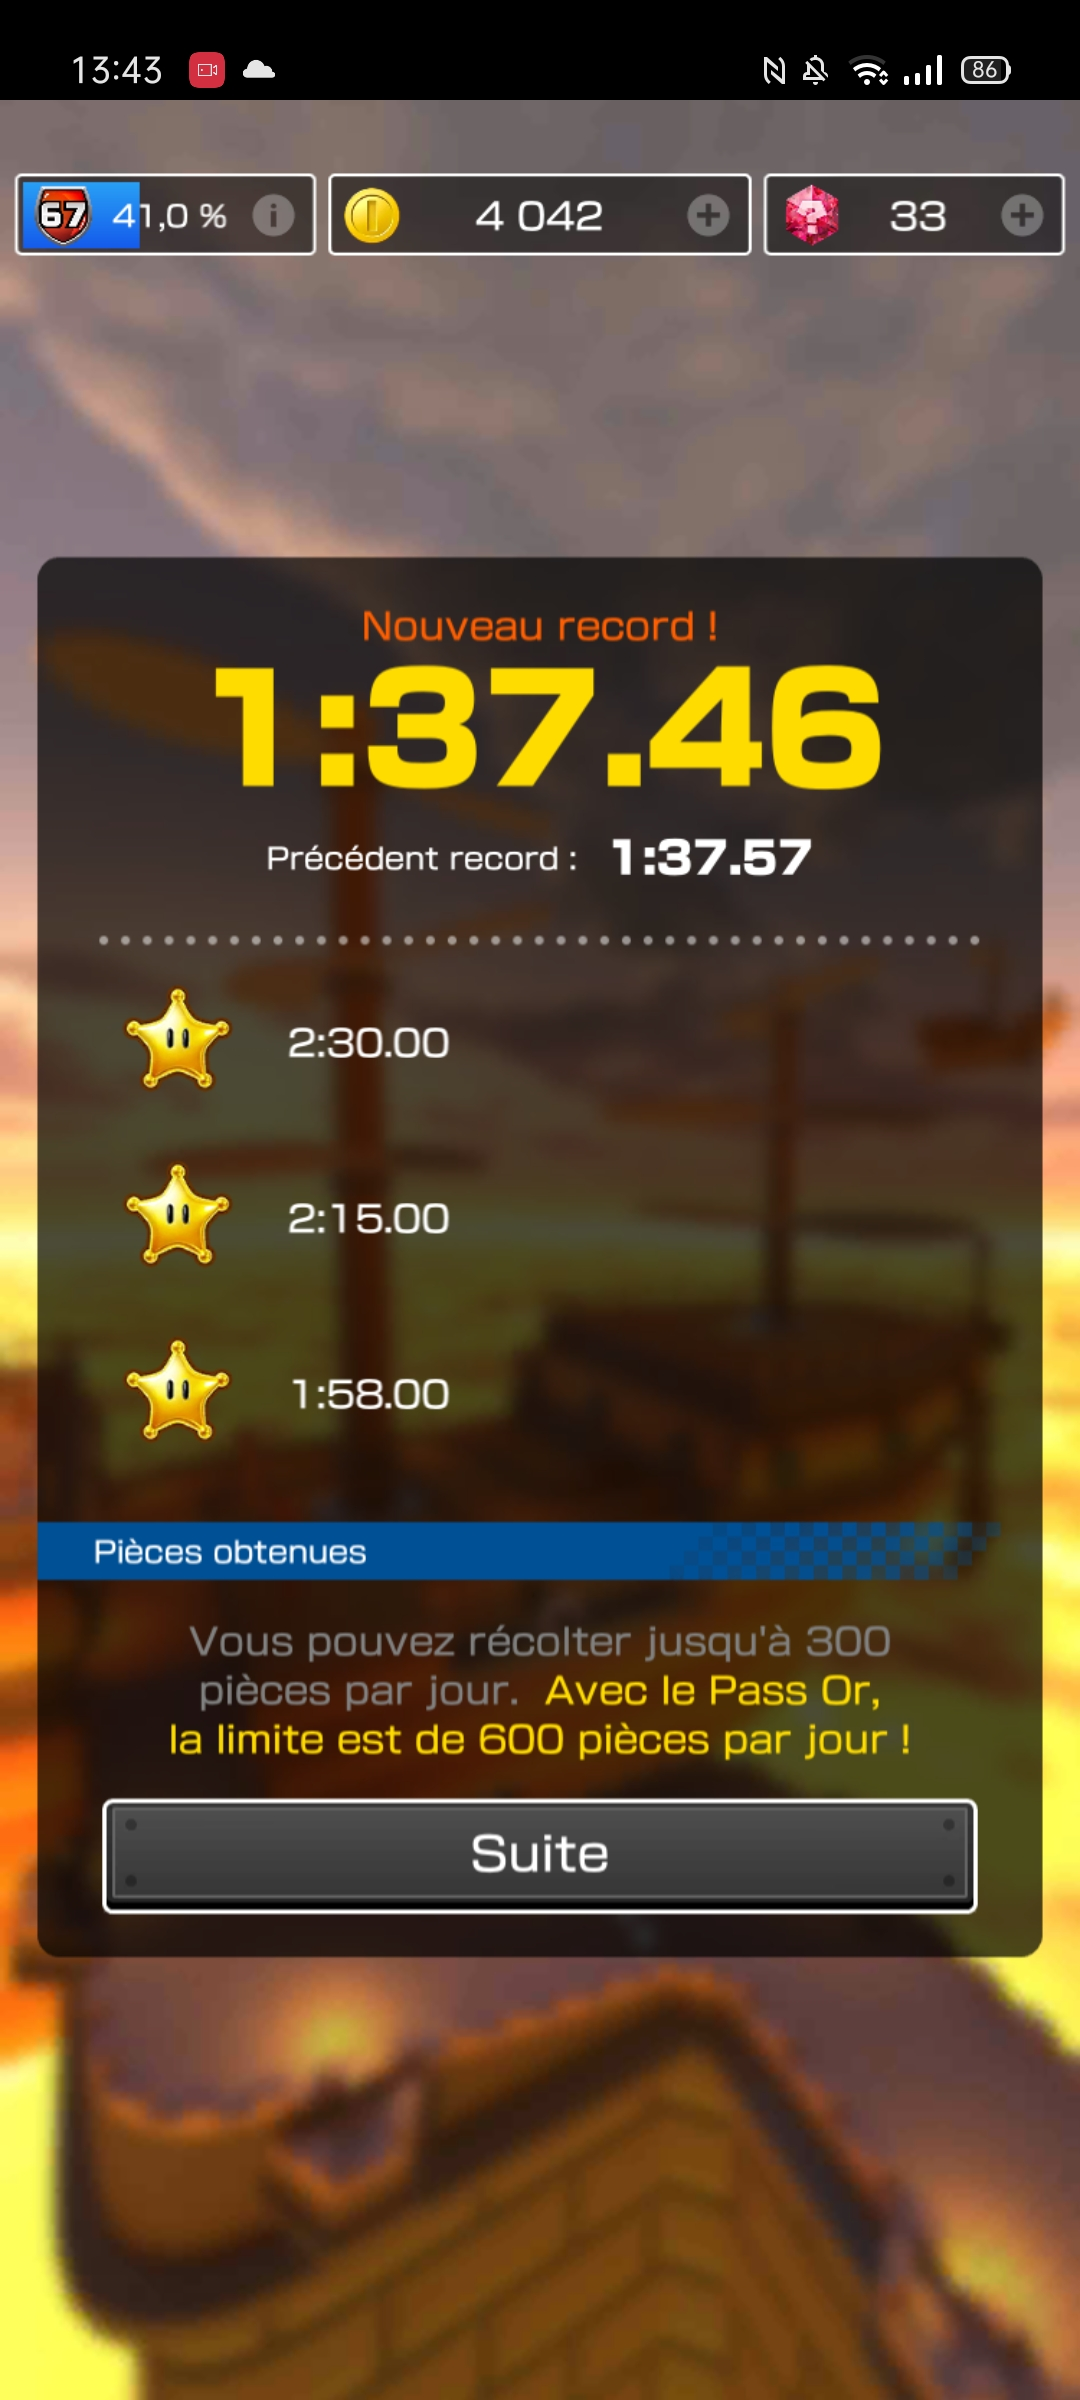 13:43 86
67 41,0 % 4 042 33
Nouveau record !
1:37.46
Précédent record : 1:37.57
2:30.00
2:15.00
1:58.00
Pièces obtenues
Vous pouvez récolter jusqu'à 300
pièces par jour. Avec le Pass Or,
la limite est de 600 pièces par jour !
Suite